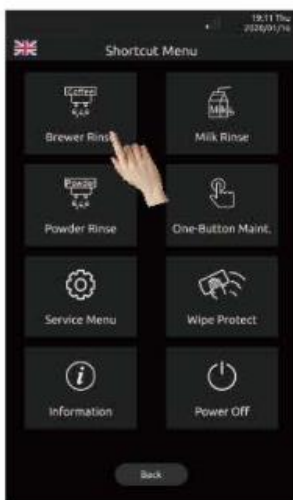 19:11 Thu
2020/01/16
Shortcut Menu
Coffee
Brewer Rinse
Milk
Milk Rinse
Powder
Powder Rinse
One-Button Maint.
Service Menu
Wipe Protect
Information
Power Off
Back